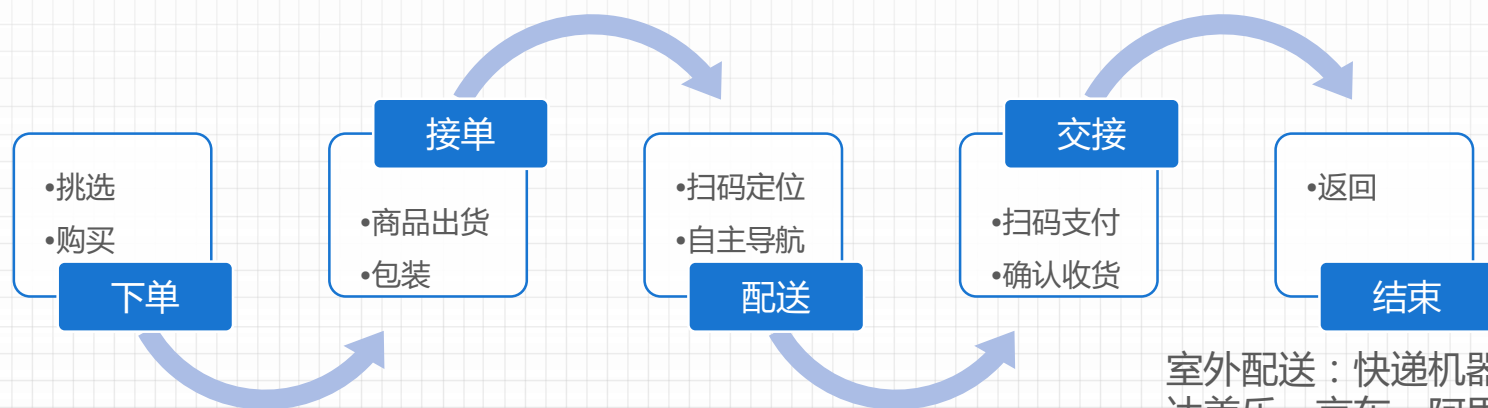 •挑选
•购买
下单
接单
•商品出货
•包装
•扫码定位
•自主导航
配送
交接
•扫码支付
•确认收货
•返回
结束
室外配送：快递机器